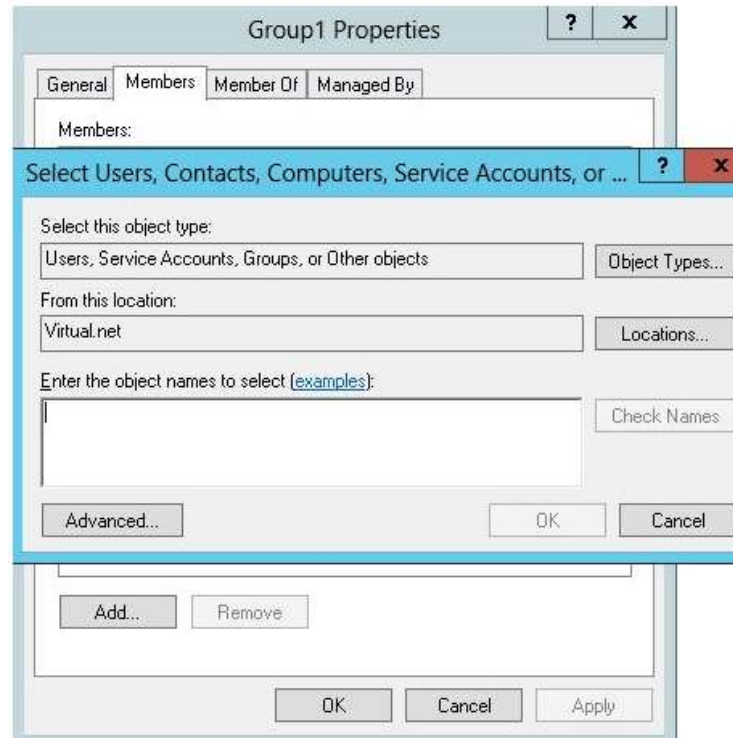 Group1 Properties ? x
General Members Member Of Managed By
Members:
Select Users, Contacts, Computers, Service Accounts, or ... ? x
Select this object type:
Users, Service Accounts, Groups, or Other objects Object Types...
From this location:
Virtual.net Locations...
Enter the object names to select (examples):
Check Names
Advanced... OK Cancel
Add... Remove
OK Cancel Apply